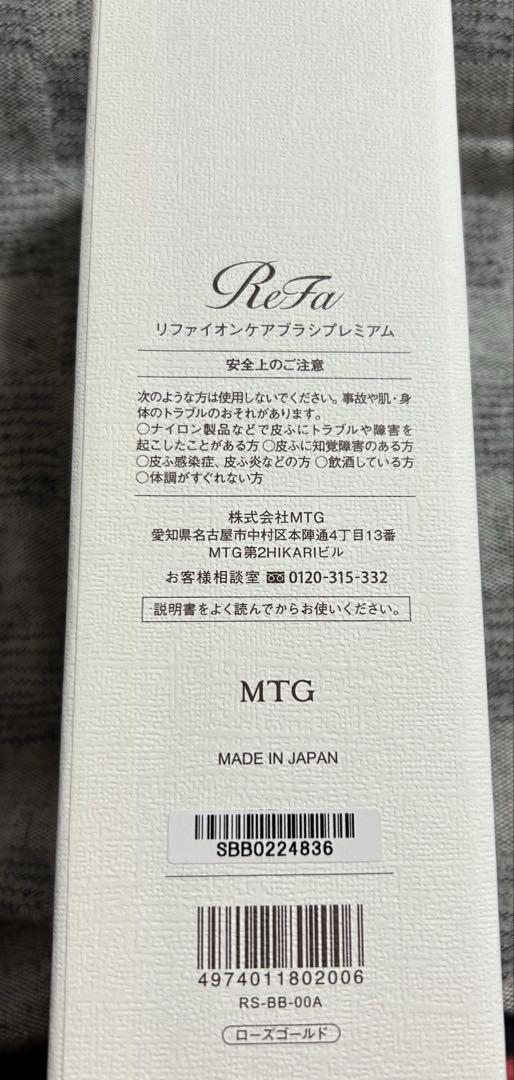 ReFa
リファイオンケアブラシプレミアム
安全上のご注意
次のような方は使用しないでください。事故や肌・身
体のトラブルのおそれがあります。
○ナイロン製品などで皮ふにトラブルや障害を
起こしたことがある方 ○皮ふに知覚障害のある方
○皮ふ感染症、皮ふ炎などの方 ○飲酒している方
○体調がすぐれない方
株式会社MTG
愛知県名古屋市中村区本陣通4丁目13番
MTG第2HIKARIビル
お客様相談室 0120-315-332
説明書をよく読んでからお使いください。
MTG
MADE IN JAPAN
SBB0224836
4974011802006
RS-BB-00A
ローズゴールド